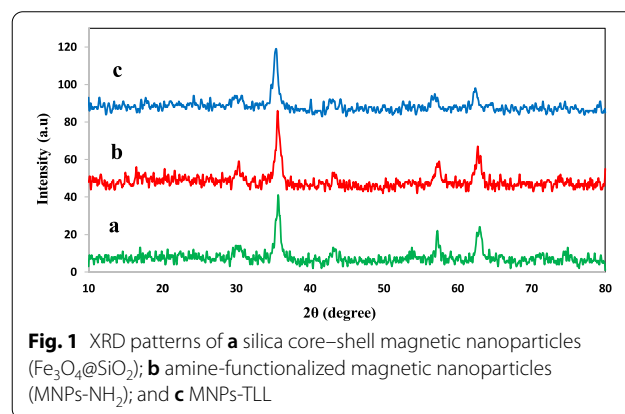 120
100
80
60
40
20
0
Intensity (a.u)
c
b
a
10 20 30 40 50 60 70 80
2θ (degree)
Fig. 1 XRD patterns of a silica core–shell magnetic nanoparticles
(Fe₃O₄@SiO₂); b amine-functionalized magnetic nanoparticles
(MNPs-NH₂); and c MNPs-TLL